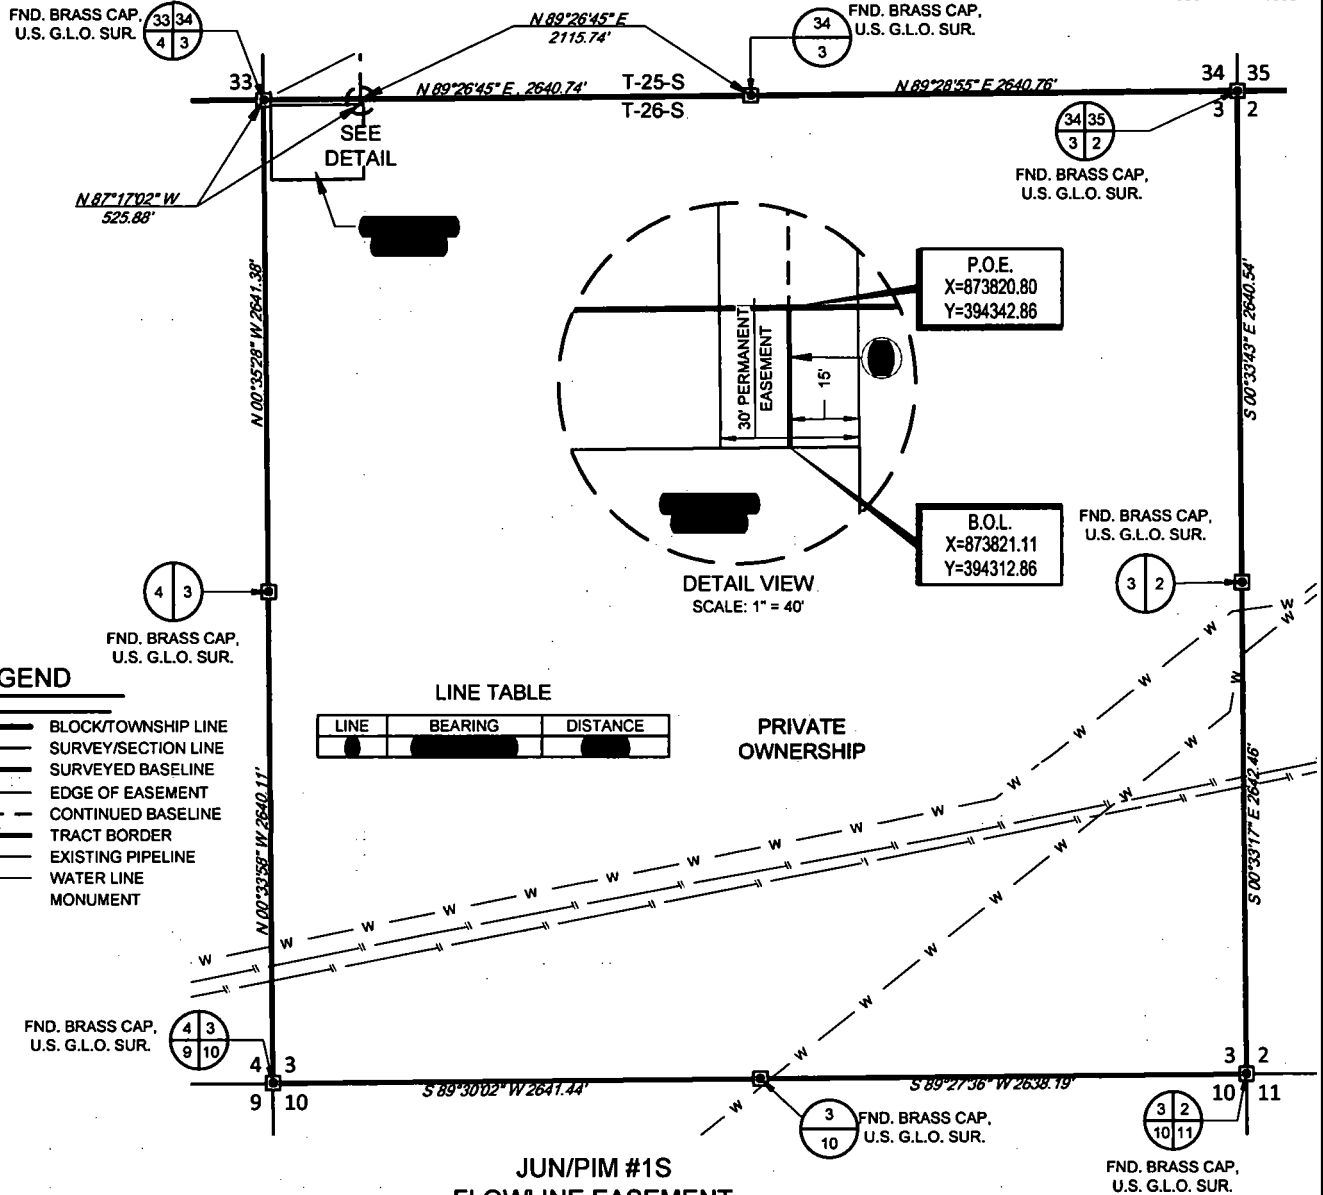 FND. BRASS CAP,
U.S. G.L.O. SUR.
33 34
4 3
N 89°26'45" E
2115.74'
34
3
FND. BRASS CAP,
U.S. G.L.O. SUR.
33
N 89°26'45" E 2640.74'
T-25-S
T-26-S
N 89°28'55" E 2640.76'
34 35
3 2
34 35
3 2
FND. BRASS CAP,
U.S. G.L.O. SUR.
SEE
DETAIL
N 87°17'02" W
525.88'
N 00°35'28" W 2641.38'
S 00°33'43" E 2640.54'
P.O.E.
X=873820.80
Y=394342.86
30' PERMANENT
EASEMENT
15'
B.O.L.
X=873821.11
Y=394312.86
DETAIL VIEW
SCALE: 1" = 40'
FND. BRASS CAP,
U.S. G.L.O. SUR.
3 2
4 3
FND. BRASS CAP,
U.S. G.L.O. SUR.
GEND
BLOCK/TOWNSHIP LINE
SURVEY/SECTION LINE
SURVEYED BASELINE
EDGE OF EASEMENT
CONTINUED BASELINE
TRACT BORDER
EXISTING PIPELINE
WATER LINE
MONUMENT
LINE TABLE
LINE BEARING DISTANCE
PRIVATE
OWNERSHIP
N 00°33'58" W 2640.11'
S 00°33'17" E 2642.46'
W W W W W W W W W W W W
W W W W W W W W W W
FND. BRASS CAP,
U.S. G.L.O. SUR.
4 3
9 10
4 3
9 10
S 89°30'02" W 2641.44'
S 89°27'36" W 2638.19'
3 2
10 11
3
10
FND. BRASS CAP,
U.S. G.L.O. SUR.
3 2
10 11
FND. BRASS CAP,
U.S. G.L.O. SUR.
JUN/PIM #1S
FLOWLINE EASEMENT